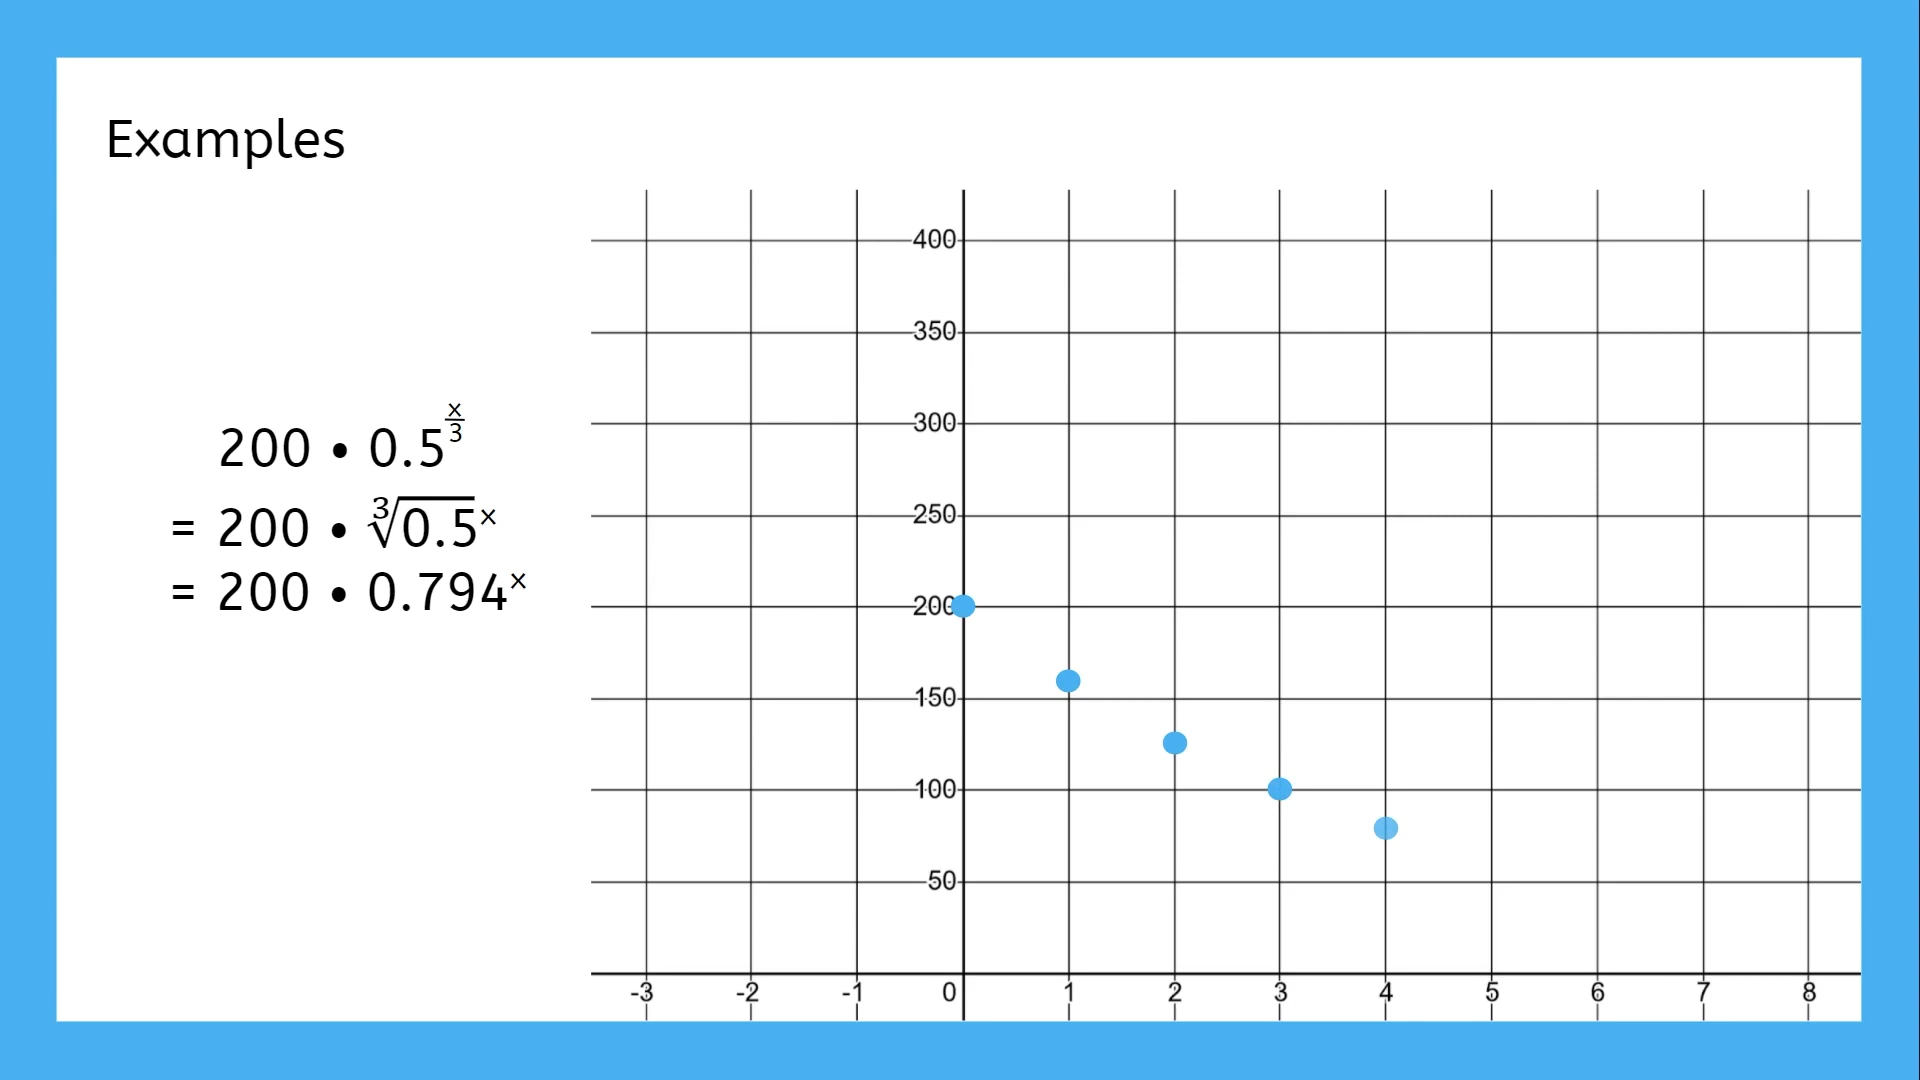 Examples
200 • 0.5^(x/3)
= 200 • ∛0.5^x
= 200 • 0.794^x
400
350
300
250
200
150
100
50
-3 -2 -1 0 1 2 3 4 5 6 7 8